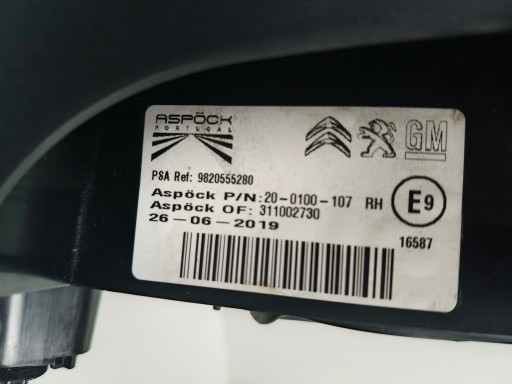 ASPÖCK
PORTUGAL
GM
PSA Ref: 9820555280
Aspöck P/N:20-0100-107 RH
Aspöck OF: 311002730
26-06-2019
E9
16587